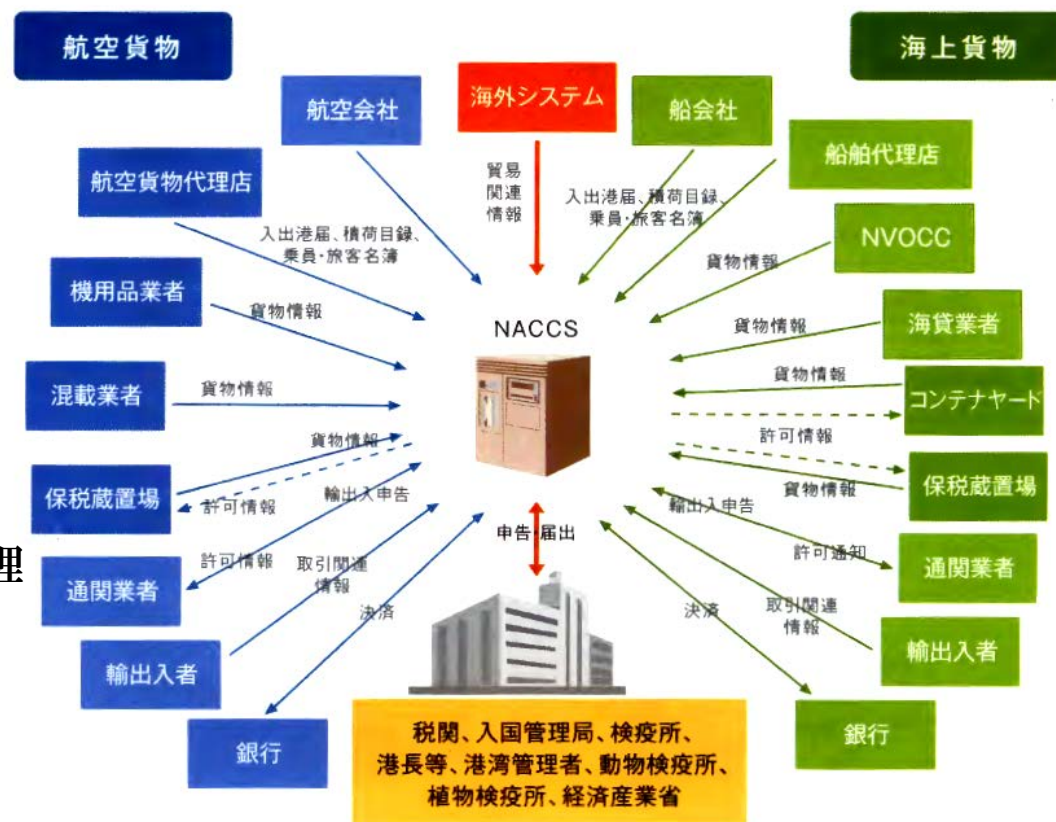 航空貨物
海上貨物
航空会社
海外システム
船会社
航空貨物代理店
船舶代理店
貿易
関連
情報
入出港届、積荷目録、
乗員・旅客名簿
入出港届、積荷目録、
乗員・旅客名簿
NVOCC
貨物情報
機用品業者
貨物情報
NACCS
貨物情報
海貨業者
混載業者
貨物情報
貨物情報
コンテナヤード
貨物情報
許可情報
保税蔵置場
許可情報
輸出入申告
輸出入申告
貨物情報
保税蔵置場
理
申告・届出
通関業者
許可情報
取引関連
情報
許可通知
通関業者
決済
決済
取引関連
情報
輸出入者
輸出入者
銀行
税関、入国管理局、検疫所、
港長等、港湾管理者、動物検疫所、
植物検疫所、経済産業省
銀行